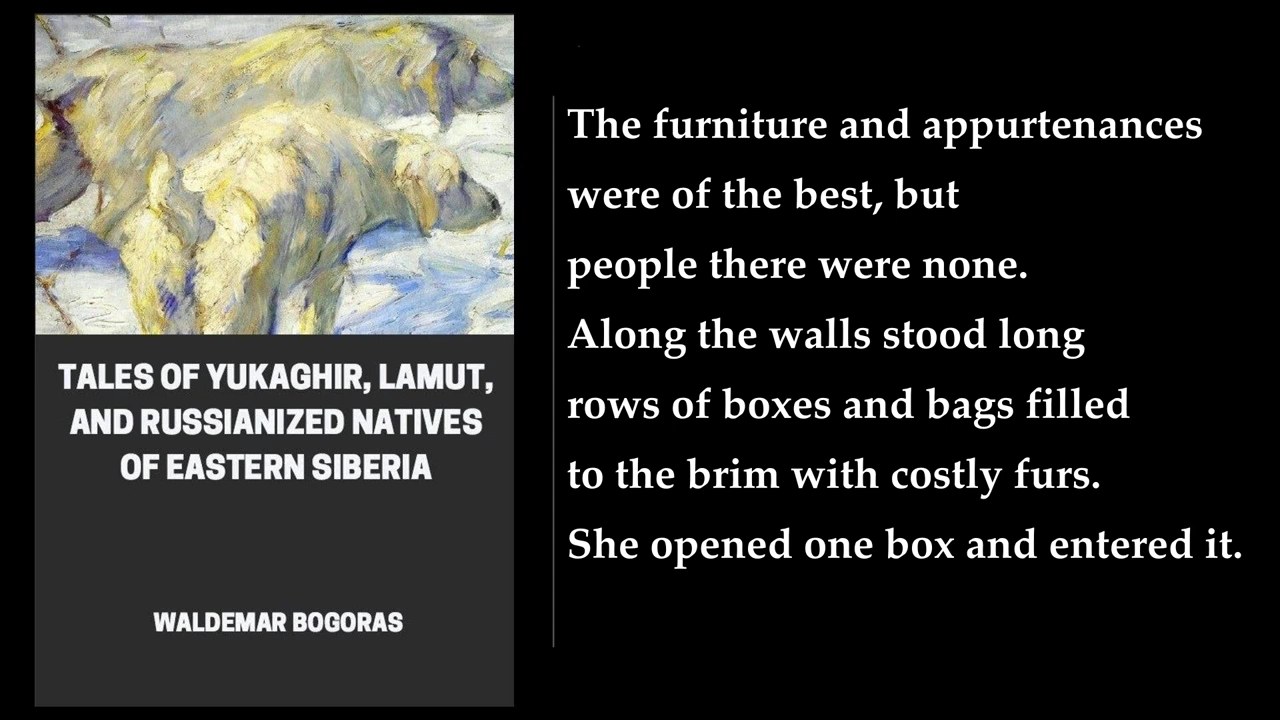 TALES OF YUKAGHIR, LAMUT,
AND RUSSIANIZED NATIVES
OF EASTERN SIBERIA
WALDEMAR BOGORAS
The furniture and appurtenances
were of the best, but
people there were none.
Along the walls stood long
rows of boxes and bags filled
to the brim with costly furs.
She opened one box and entered it.